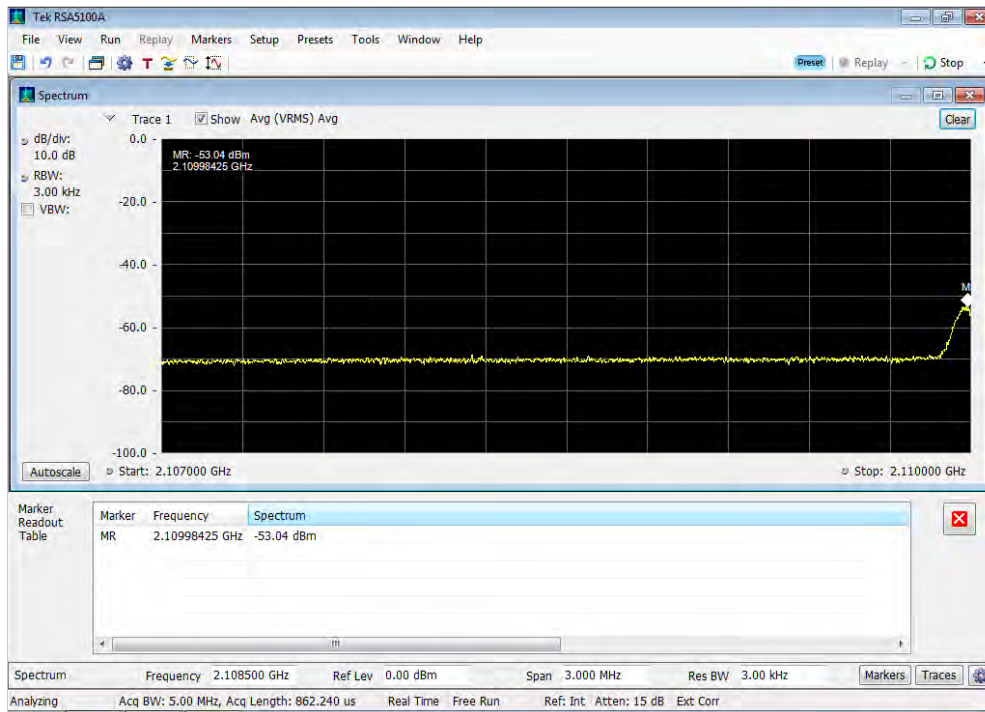 Tek RSA5100A
File View Run Replay Markers Setup Presets Tools Window Help
T Preset Replay Stop
Spectrum
Trace 1 Show Avg (VRMS) Avg Clear
dB/div:
10.0 dB
RBW:
3.00 kHz
VBW:
0.0
MR: -53.04 dBm
2.10998425 GHz
-20.0
-40.0
M
-60.0
-80.0
-100.0
Autoscale Start: 2.107000 GHz Stop: 2.110000 GHz
Marker
Readout
Table
Marker Frequency Spectrum
MR 2.10998425 GHz -53.04 dBm
Spectrum Frequency 2.108500 GHz Ref Lev 0.00 dBm Span 3.000 MHz Res BW 3.00 kHz Markers Traces
Analyzing Acq BW: 5.00 MHz, Acq Length: 862.240 us Real Time Free Run Ref: Int Atten: 15 dB Ext Corr